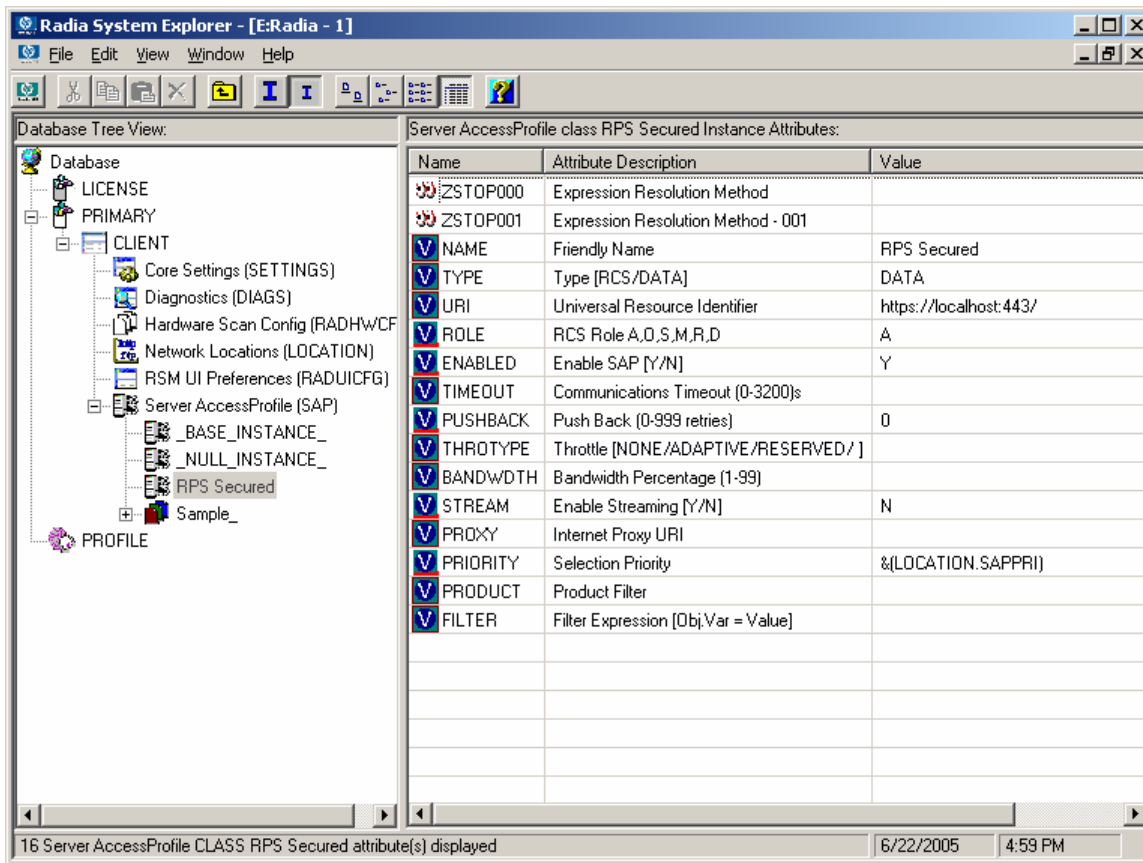 Radia System Explorer - [E:Radia - 1]
File Edit View Window Help
Database Tree View:
Database
LICENSE
PRIMARY
CLIENT
Core Settings (SETTINGS)
Diagnostics (DIAGS)
Hardware Scan Config (RADHWCF
Network Locations (LOCATION)
RSM UI Preferences (RADUICFG)
Server AccessProfile (SAP)
_BASE_INSTANCE_
_NULL_INSTANCE_
RPS Secured
Sample_
PROFILE
Server AccessProfile class RPS Secured Instance Attributes:
Name Attribute Description Value
ZSTOP000 Expression Resolution Method
ZSTOP001 Expression Resolution Method - 001
NAME Friendly Name RPS Secured
TYPE Type [RCS/DATA] DATA
URI Universal Resource Identifier https://localhost:443/
ROLE RCS Role A,O,S,M,R,D A
ENABLED Enable SAP [Y/N] Y
TIMEOUT Communications Timeout (0-3200)s
PUSHBACK Push Back (0-999 retries) 0
THROTYPE Throttle [NONE/ADAPTIVE/RESERVED/ ]
BANDWDTH Bandwidth Percentage (1-99)
STREAM Enable Streaming [Y/N] N
PROXY Internet Proxy URI
PRIORITY Selection Priority &(LOCATION.SAPPRI)
PRODUCT Product Filter
FILTER Filter Expression [Obj.Var = Value]
16 Server AccessProfile CLASS RPS Secured attribute(s) displayed 6/22/2005 4:59 PM